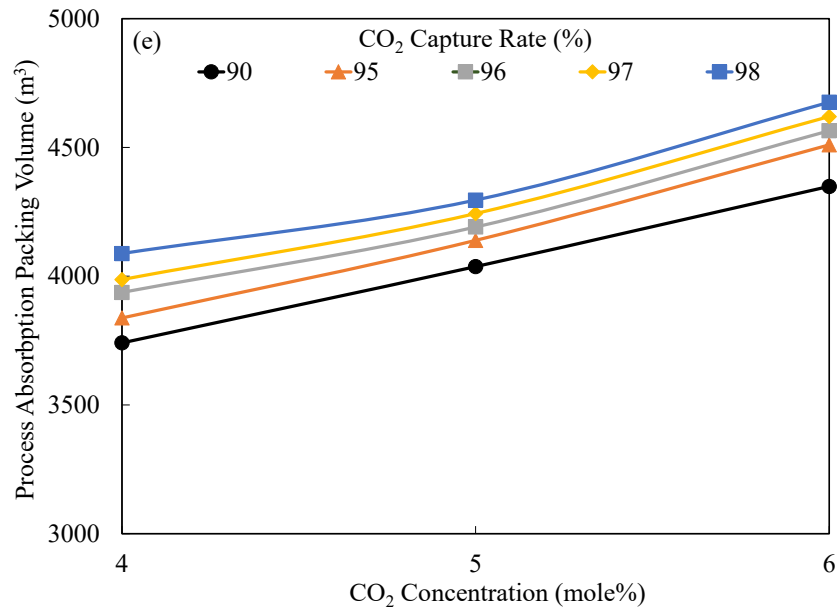 (e)
CO₂ Capture Rate (%)
90 95 96 97 98
Process Absorbption Packing Volume (m³)
5000
4500
4000
3500
3000
4 5 6
CO₂ Concentration (mole%)